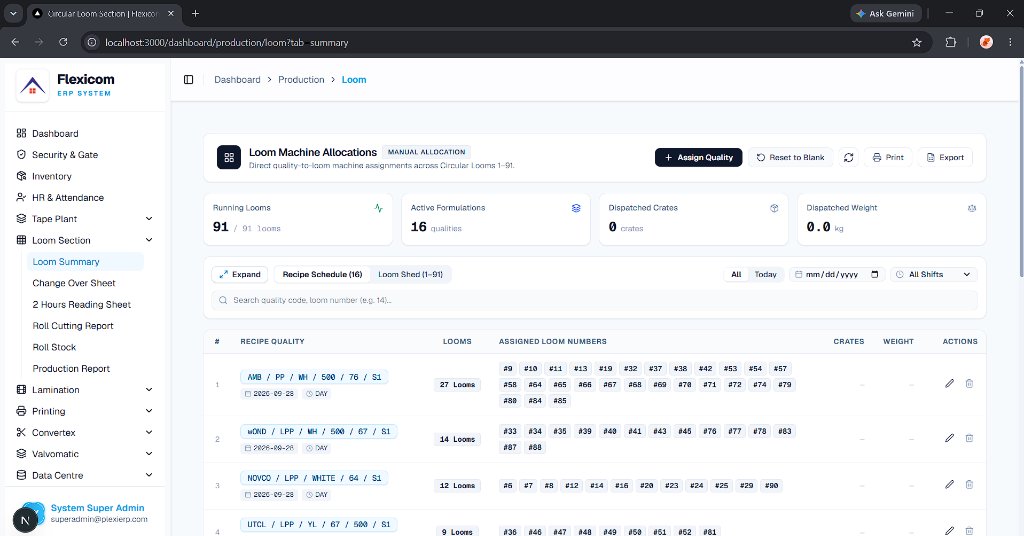 Circular Loom Section | Flexicom
Ask Gemini
localhost:3000/dashboard/production/loom?tab=summary
Flexicom
ERP SYSTEM
Dashboard
Security & Gate
Inventory
HR & Attendance
Tape Plant
Loom Section
Loom Summary
Change Over Sheet
2 Hours Reading Sheet
Roll Cutting Report
Roll Stock
Production Report
Lamination
Printing
Convertex
Valvomatic
Data Centre
N
System Super Admin
superadmin@plexierp.com
Dashboard > Production > Loom
Loom Machine Allocations MANUAL ALLOCATION
Direct quality-to-loom machine assignments across Circular Looms 1–91.
+ Assign Quality Reset to Blank Print Export
Running Looms
91 / 91 looms
Active Formulations
16 qualities
Dispatched Crates
0 crates
Dispatched Weight
0.0 kg
Expand Recipe Schedule (16) Loom Shed (1–91) All Today mm/dd/yyyy All Shifts
Search quality code, loom number (e.g. 14)...
# RECIPE QUALITY LOOMS ASSIGNED LOOM NUMBERS CRATES WEIGHT ACTIONS
1 AMB / PP / WH / 500 / 76 / S1 27 Looms – –
2026-09-28 DAY
#9 #10 #11 #13 #19 #32 #37 #38 #42 #53 #54 #57
#58 #64 #65 #66 #67 #68 #69 #70 #71 #72 #74 #79
#80 #84 #85
2 wOND / LPP / WH / 500 / 67 / S1 14 Looms – –
2026-09-28 DAY
#33 #34 #35 #39 #40 #41 #43 #45 #76 #77 #78 #83
#87 #88
3 NOVCO / LPP / WHITE / 64 / S1 12 Looms #6 #7 #8 #12 #14 #16 #20 #23 #24 #25 #29 #90 – –
2026-09-28 DAY
4 UTCL / LPP / YL / 67 / 500 / S1 9 Looms #36 #46 #47 #48 #49 #50 #51 #52 #81 – –